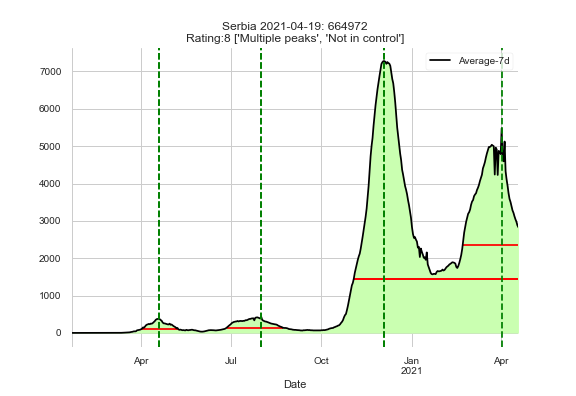 Serbia 2021-04-19: 664972
Rating:8 ['Multiple peaks', 'Not in control']
Average-7d
7000
6000
5000
4000
3000
2000
1000
0
Apr Jul Oct Jan Apr
2021
Date